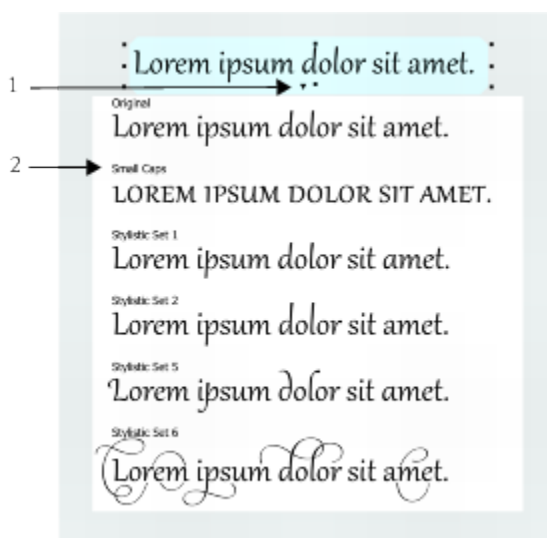 Lorem ipsum dolor sit amet.
1
Original
Lorem ipsum dolor sit amet.
2
Small Caps
LOREM IPSUM DOLOR SIT AMET.
Stylistic Set 1
Lorem ipsum dolor sit amet.
Stylistic Set 2
Lorem ipsum dolor sit amet.
Stylistic Set 5
Lorem ipsum dolor sit amet.
Stylistic Set 6
Lorem ipsum dolor sit amet.